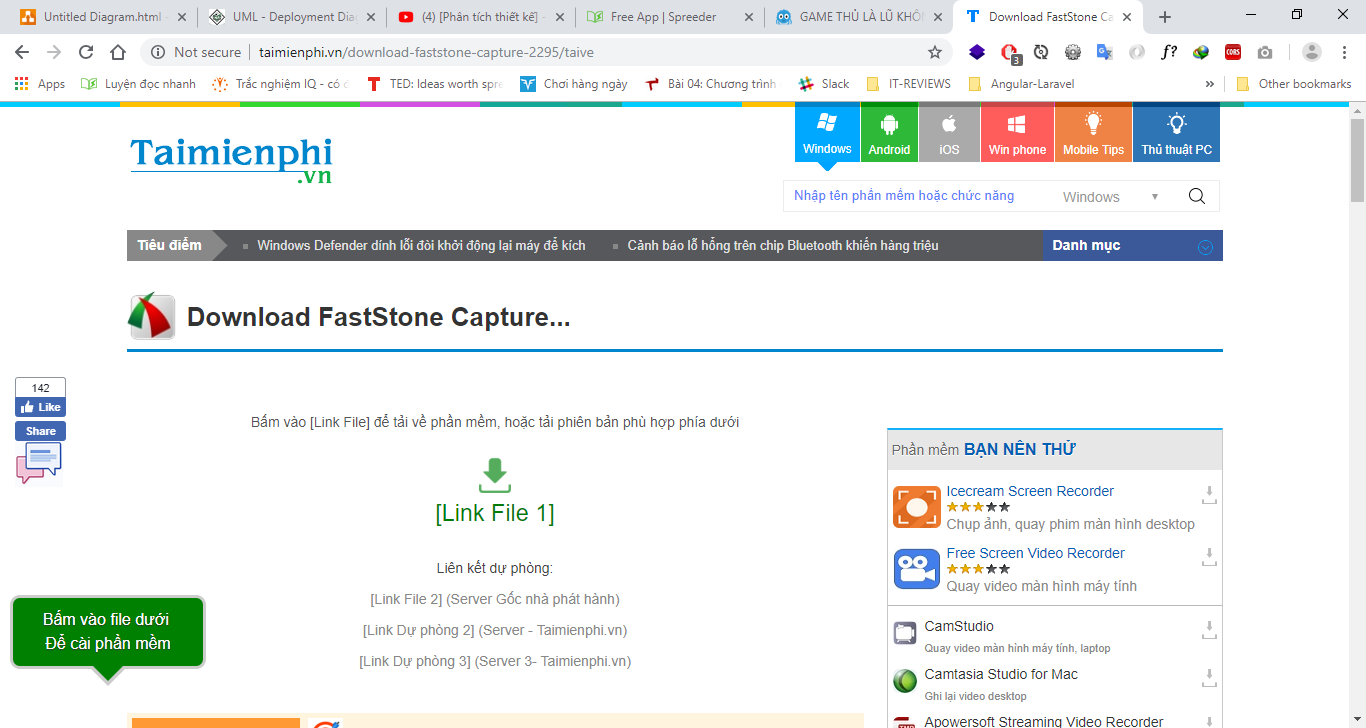 Untitled Diagram.html
UML - Deployment Dia
(4) [Phân tích thiết kế] -
Free App | Spreeder
GAME THỦ LÀ LŨ KHÔN
Download FastStone Ca
Not secure
taimienphi.vn/download-faststone-capture-2295/taive
3
f?
CORS
Apps
Luyện đọc nhanh
Trắc nghiệm IQ - có đ
TED: Ideas worth spre
Chơi hàng ngày
Bài 04: Chương trình
Slack
IT-REVIEWS
Angular-Laravel
»
Other bookmarks
Taimienphi
.vn
Windows
Android
iOS
Win phone
Mobile Tips
Thủ thuật PC
Nhập tên phần mềm hoặc chức năng
Windows
Tiêu điểm
Windows Defender dính lỗi đòi khởi động lại máy để kích
Cảnh báo lỗ hổng trên chip Bluetooth khiến hàng triệu
Danh mục
Download FastStone Capture...
142
Like
Share
Bấm vào [Link File] để tải về phần mềm, hoặc tải phiên bản phù hợp phía dưới
[Link File 1]
Liên kết dự phòng:
[Link File 2] (Server Gốc nhà phát hành)
[Link Dự phòng 2] (Server - Taimienphi.vn)
[Link Dự phòng 3] (Server 3- Taimienphi.vn)
Bấm vào file dưới
Để cài phần mềm
Phần mềm BẠN NÊN THỬ
Icecream Screen Recorder
Chụp ảnh, quay phim màn hình desktop
Free Screen Video Recorder
Quay video màn hình máy tính
CamStudio
Quay video màn hình máy tính, laptop
Camtasia Studio for Mac
Ghi lại video desktop
Apowersoft Streaming Video Recorder